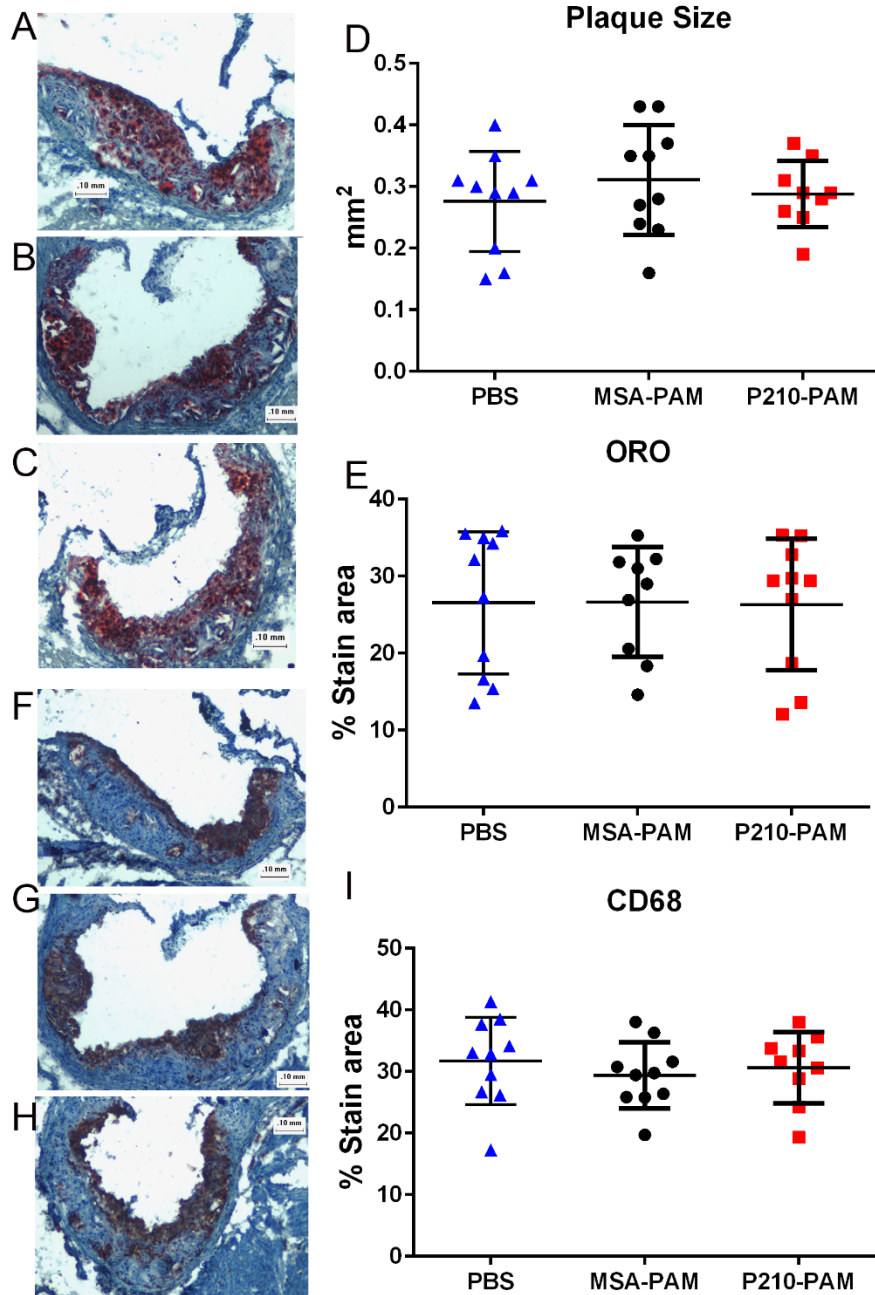 A
.10 mm
B
.10 mm
C
.10 mm
D
Plaque Size
mm²
0.5
0.4
0.3
0.2
0.1
0.0
PBS MSA-PAM P210-PAM
E
ORO
% Stain area
40
30
20
10
0
PBS MSA-PAM P210-PAM
F
.10 mm
G
.10 mm
H
.10 mm
I
CD68
% Stain area
50
40
30
20
10
0
PBS MSA-PAM P210-PAM